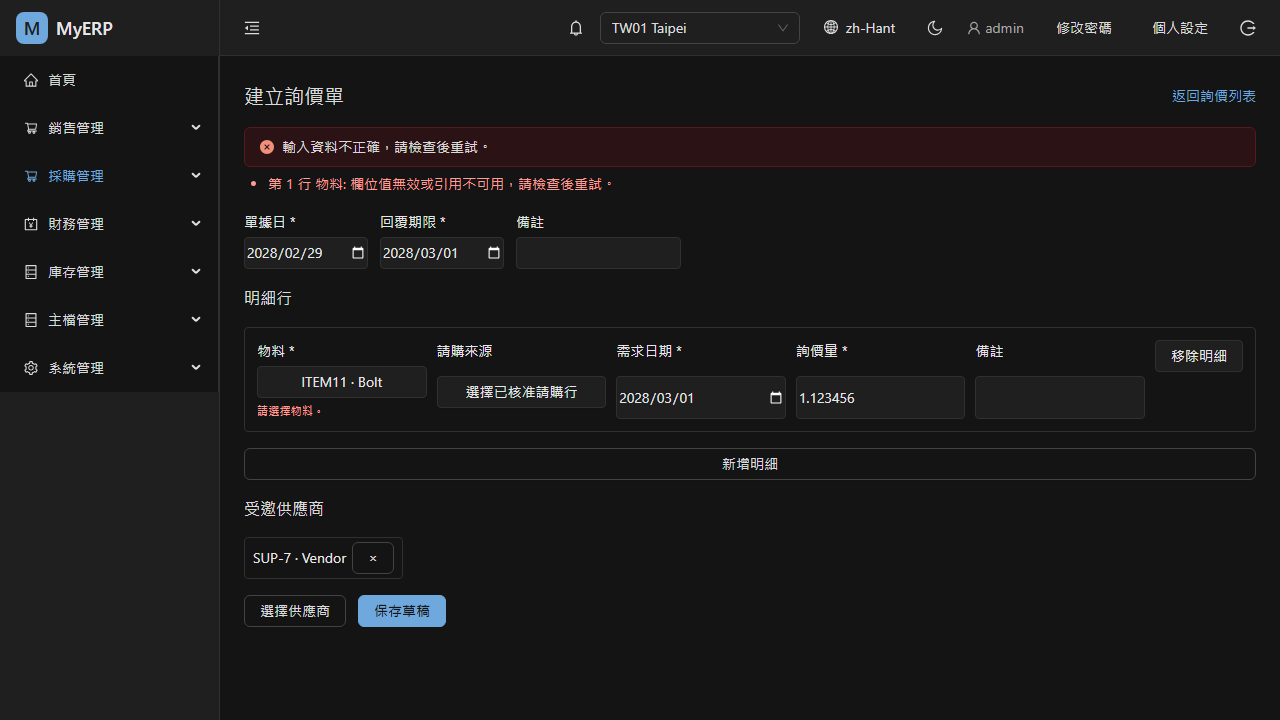 M MyERP
TW01 Taipei
zh-Hant
admin
修改密碼
個人設定
首頁
銷售管理
採購管理
財務管理
庫存管理
主檔管理
系統管理
建立詢價單
返回詢價列表
輸入資料不正確，請檢查後重試。
第 1 行 物料: 欄位值無效或引用不可用，請檢查後重試。
單據日 * 回覆期限 * 備註
2028/02/29 2028/03/01
明細行
物料 * 請購來源 需求日期 * 詢價量 * 備註
ITEM11 · Bolt 選擇已核准請購行 2028/03/01 1.123456 移除明細
請選擇物料。
新增明細
受邀供應商
SUP-7 · Vendor ×
選擇供應商 保存草稿